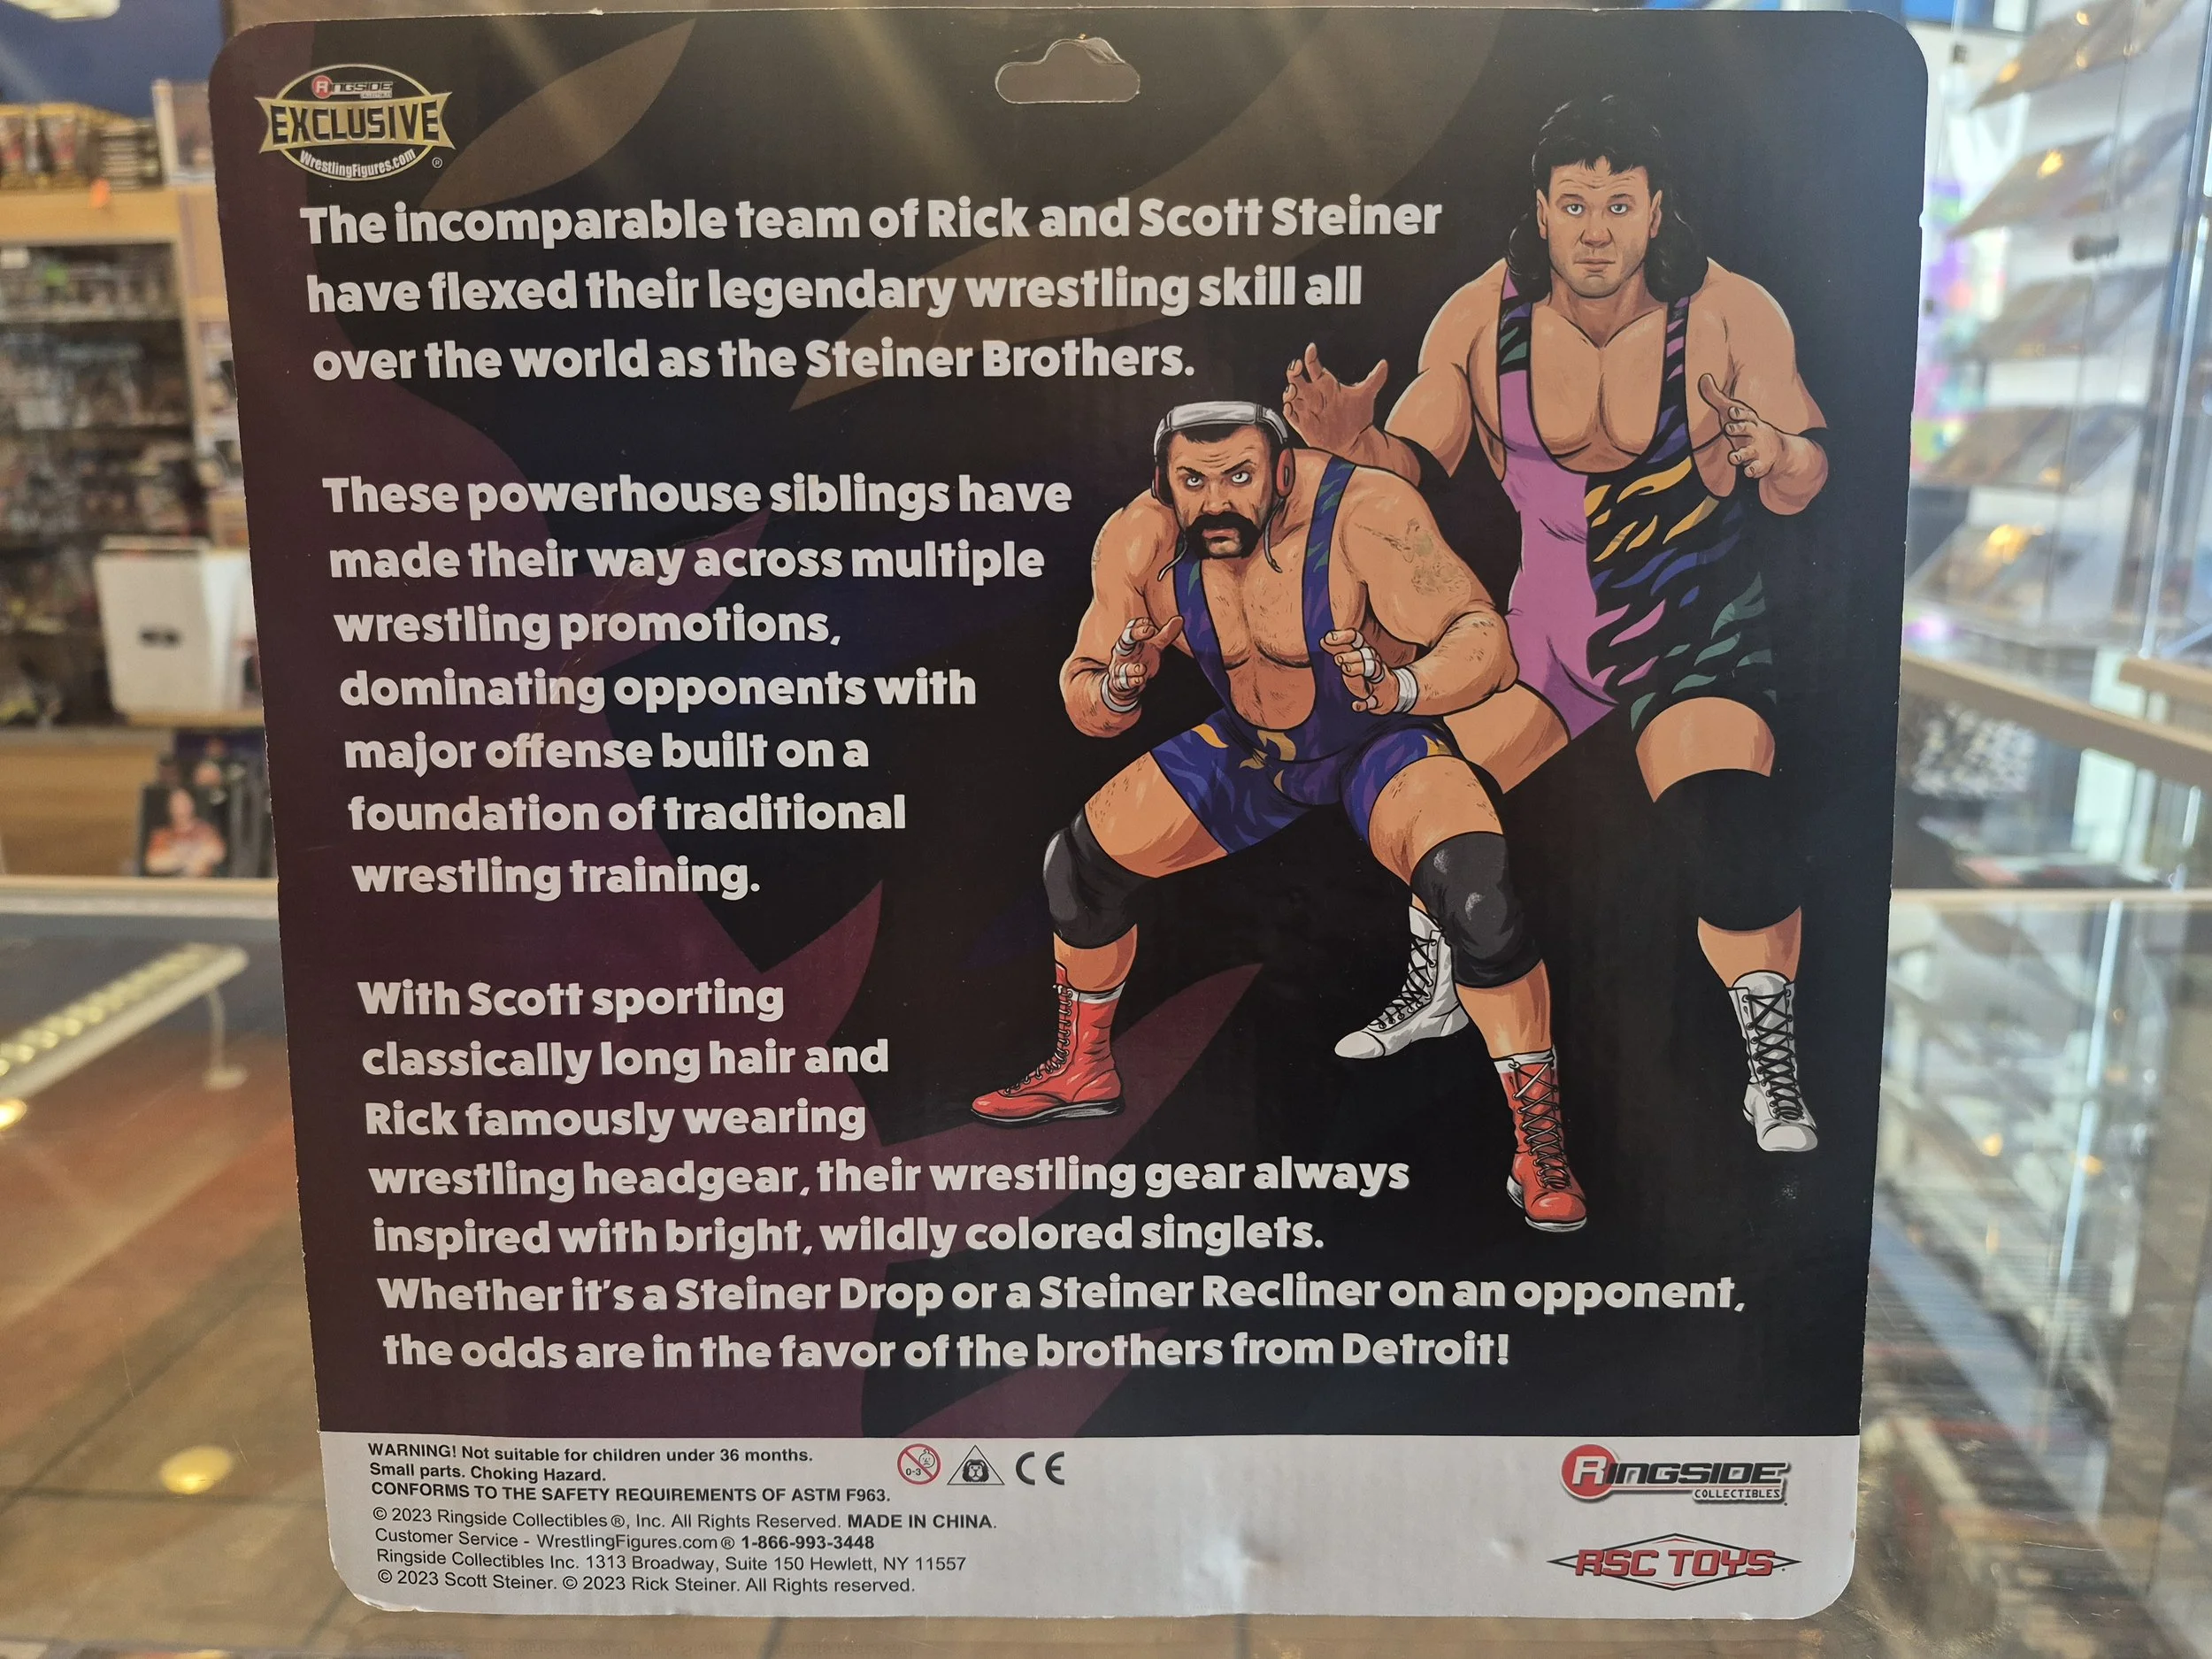 RINGSIDE
EXCLUSIVE
WrestlingFigures.com ®
The incomparable team of Rick and Scott Steiner
have flexed their legendary wrestling skill all
over the world as the Steiner Brothers.
These powerhouse siblings have
made their way across multiple
wrestling promotions,
dominating opponents with
major offense built on a
foundation of traditional
wrestling training.
With Scott sporting
classically long hair and
Rick famously wearing
wrestling headgear, their wrestling gear always
inspired with bright, wildly colored singlets.
Whether it's a Steiner Drop or a Steiner Recliner on an opponent,
the odds are in the favor of the brothers from Detroit!
WARNING! Not suitable for children under 36 months.
Small parts. Choking Hazard.
CONFORMS TO THE SAFETY REQUIREMENTS OF ASTM F963.
0-3
CE
© 2023 Ringside Collectibles®, Inc. All Rights Reserved. MADE IN CHINA.
Customer Service - WrestlingFigures.com® 1-866-993-3448
Ringside Collectibles Inc. 1313 Broadway, Suite 150 Hewlett, NY 11557
© 2023 Scott Steiner. © 2023 Rick Steiner. All Rights reserved.
RINGSIDE
COLLECTIBLES
RSC TOYS